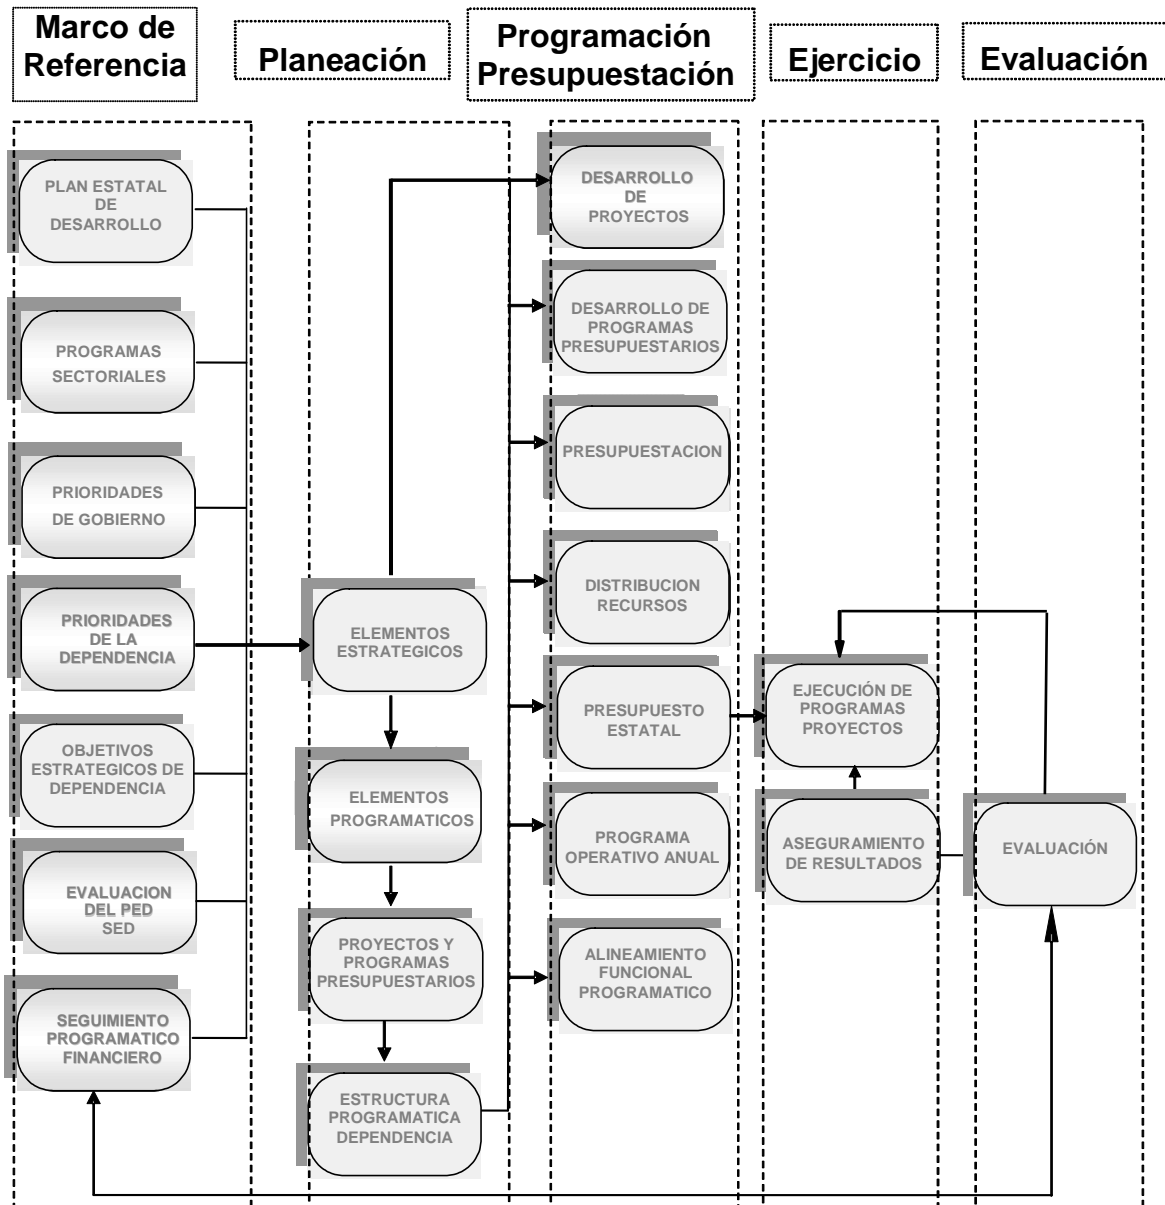 Marco de
Referencia
Planeación
Programación
Presupuestación
Ejercicio
Evaluación
PLAN ESTATAL
DE
DESARROLLO
PROGRAMAS
SECTORIALES
PRIORIDADES
DE GOBIERNO
PRIORIDADES
DE LA
DEPENDENCIA
OBJETIVOS
ESTRATEGICOS DE
DEPENDENCIA
EVALUACION
DEL PED
SED
SEGUIMIENTO
PROGRAMATICO
FINANCIERO
ELEMENTOS
ESTRATEGICOS
ELEMENTOS
PROGRAMATICOS
PROYECTOS Y
PROGRAMAS
PRESUPUESTARIOS
ESTRUCTURA
PROGRAMATICA
DEPENDENCIA
DESARROLLO
DE
PROYECTOS
DESARROLLO DE
PROGRAMAS
PRESUPUESTARIOS
PRESUPUESTACION
DISTRIBUCION
RECURSOS
PRESUPUESTO
ESTATAL
PROGRAMA
OPERATIVO ANUAL
ALINEAMIENTO
FUNCIONAL
PROGRAMATICO
EJECUCIÓN DE
PROGRAMAS
PROYECTOS
ASEGURAMIENTO
DE RESULTADOS
EVALUACIÓN